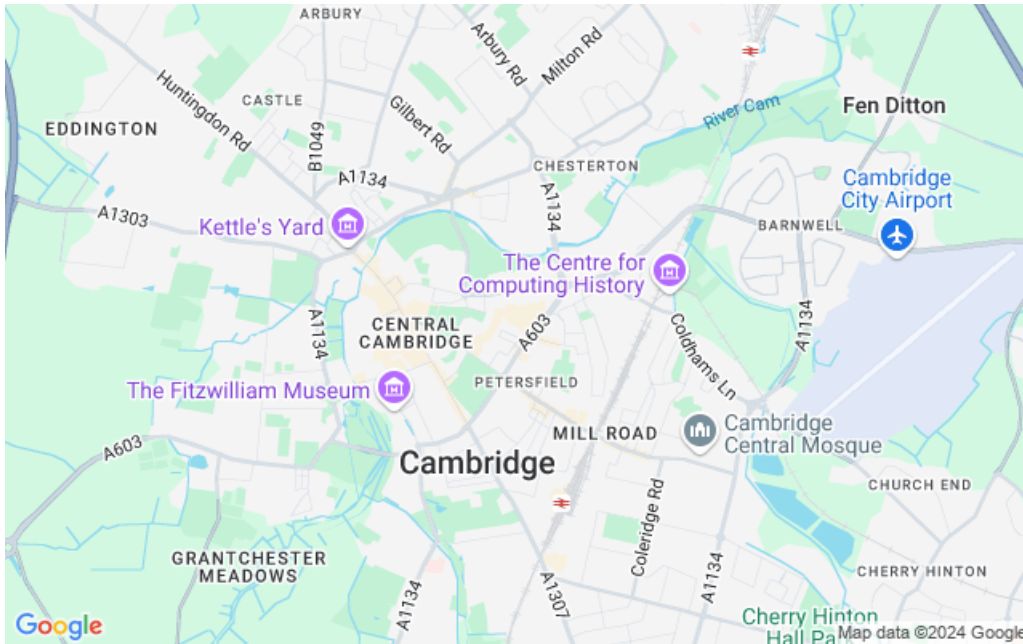 ARBURY
Arbury Rd
Milton Rd
Huntingdon Rd
CASTLE
Gilbert Rd
River Cam
Fen Ditton
EDDINGTON
B1049
CHESTERTON
A1134
A1134
Cambridge
City Airport
A1303
Kettle's Yard
BARNWELL
The Centre for
Computing History
A1134
CENTRAL
CAMBRIDGE
A603
Coldhams Ln
A1134
The Fitzwilliam Museum
PETERSFIELD
A603
MILL ROAD
Cambridge
Central Mosque
Cambridge
CHURCH END
Coleridge Rd
GRANTCHESTER
MEADOWS
A1134
A1307
A1134
CHERRY HINTON
Cherry Hinton
Hall Pa
Google
Map data ©2024 Google